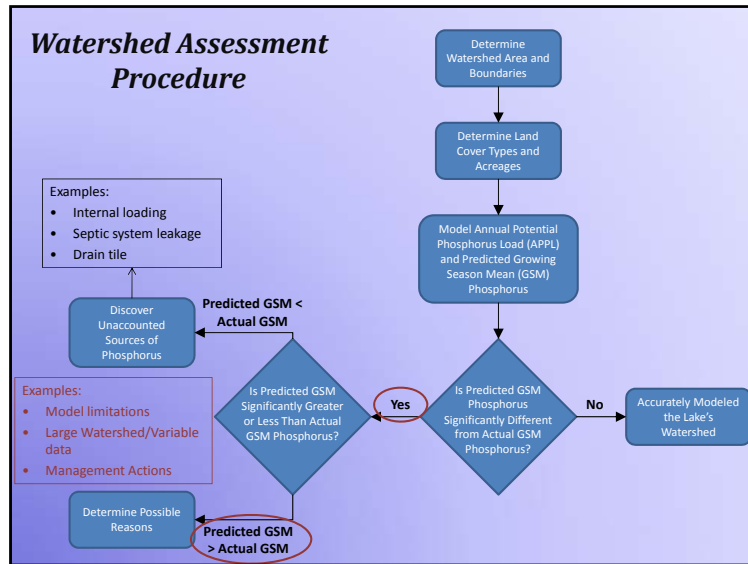 Watershed Assessment
Procedure
Determine
Watershed Area and
Boundaries
Determine Land
Cover Types and
Acreages
Model Annual Potential
Phosphorus Load (APPL)
and Predicted Growing
Season Mean (GSM)
Phosphorus
Is Predicted GSM
Phosphorus
Significantly Different
from Actual GSM
Phosphorus?
No
Accurately Modeled
the Lake's
Watershed
Yes
Is Predicted GSM
Significantly Greater
or Less Than Actual
GSM Phosphorus?
Predicted GSM <
Actual GSM
Discover
Unaccounted
Sources of
Phosphorus
Examples:
• Internal loading
• Septic system leakage
• Drain tile
Predicted GSM
> Actual GSM
Determine Possible
Reasons
Examples:
• Model limitations
• Large Watershed/Variable
data
• Management Actions